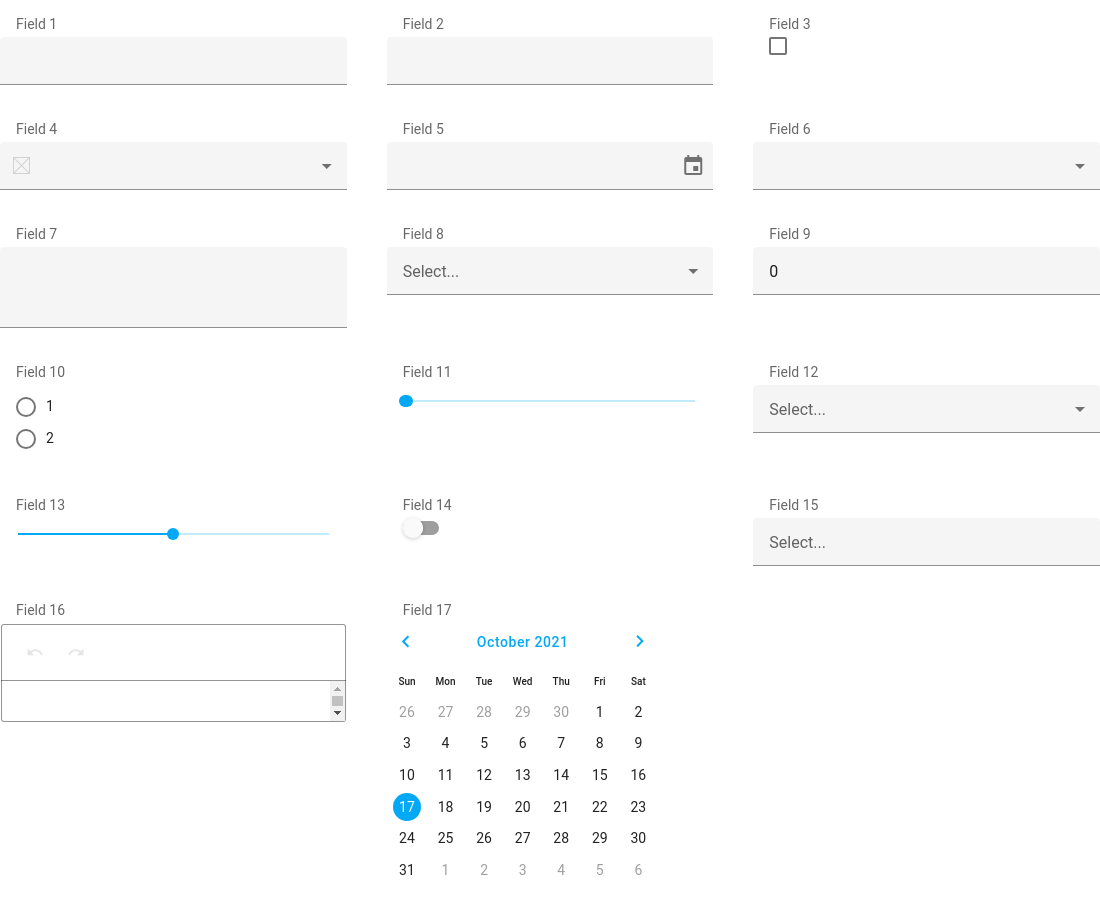 Field 1
Field 2
Field 3
Field 4
Field 5
Field 6
Field 7
Field 8
Select...
Field 9
0
Field 10
1
2
Field 11
Field 12
Select...
Field 13
Field 14
Field 15
Select...
Field 16
Field 17
October 2021
Sun Mon Tue Wed Thu Fri Sat
26 27 28 29 30 1 2
3 4 5 6 7 8 9
10 11 12 13 14 15 16
17 18 19 20 21 22 23
24 25 26 27 28 29 30
31 1 2 3 4 5 6